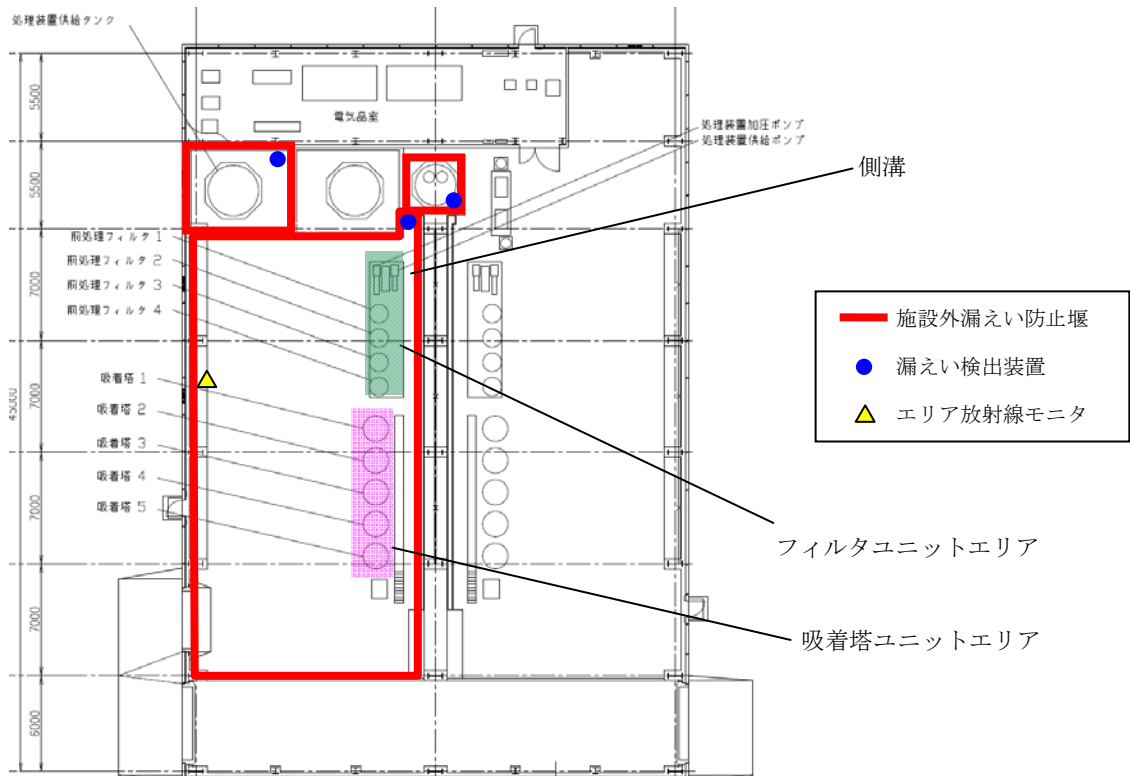 処理装置供給タンク
電気品室
処理装置加圧ポンプ
処理装置供給ポンプ
側溝
前処理フィルタ 1
前処理フィルタ 2
前処理フィルタ 3
前処理フィルタ 4
吸着塔 1
吸着塔 2
吸着塔 3
吸着塔 4
吸着塔 5
5500
5500
7000
7000
7000
7000
6000
45000
施設外漏えい防止堰
漏えい検出装置
エリア放射線モニタ
フィルタユニットエリア
吸着塔ユニットエリア